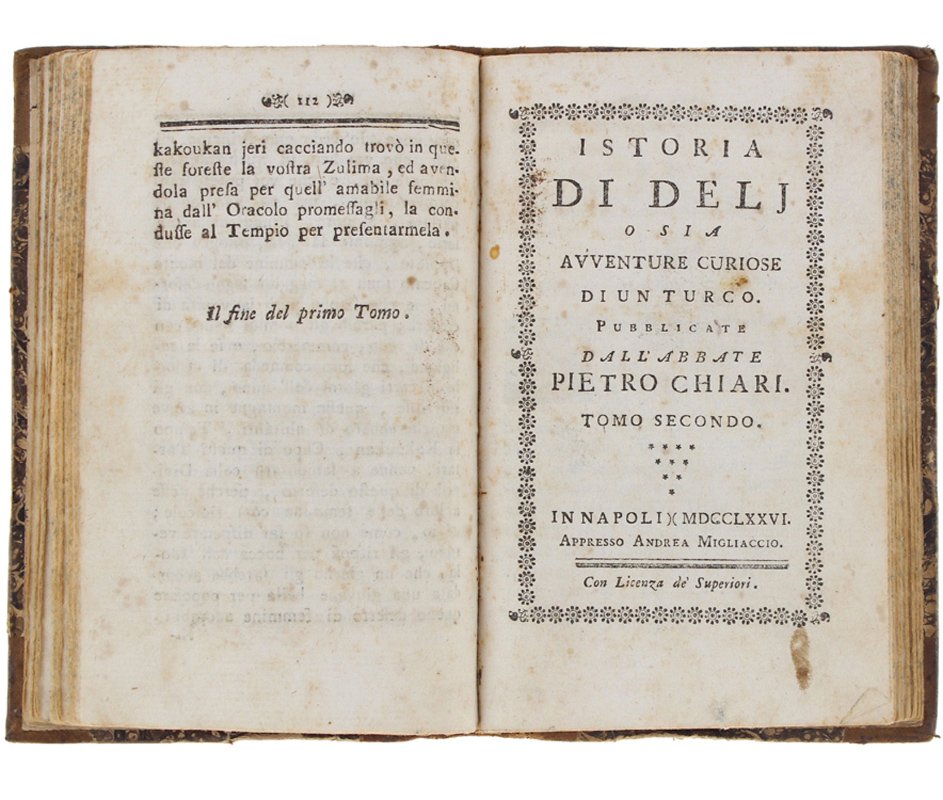 ( 112 )
kakoukan jeri cacciando trovò in que-
ſte foreſte la voſtra Zulima , ed aven-
dola preſa per quell' amabile femmi-
na dall' Oracolo promeſſagli , la con-
duſſe al Tempio per preſentarmela .
Il fine del primo Tomo .
ISTORIA
DI DELJ
O SIA
AVVENTURE CURIOSE
DI UN TURCO.
PUBBLICATE
DALL' ABBATE
PIETRO CHIARI.
TOMO SECONDO.
IN NAPOLI )( MDCCLXXVI.
APPRESSO ANDREA MIGLIACCIO.
Con Licenza de' Superiori .